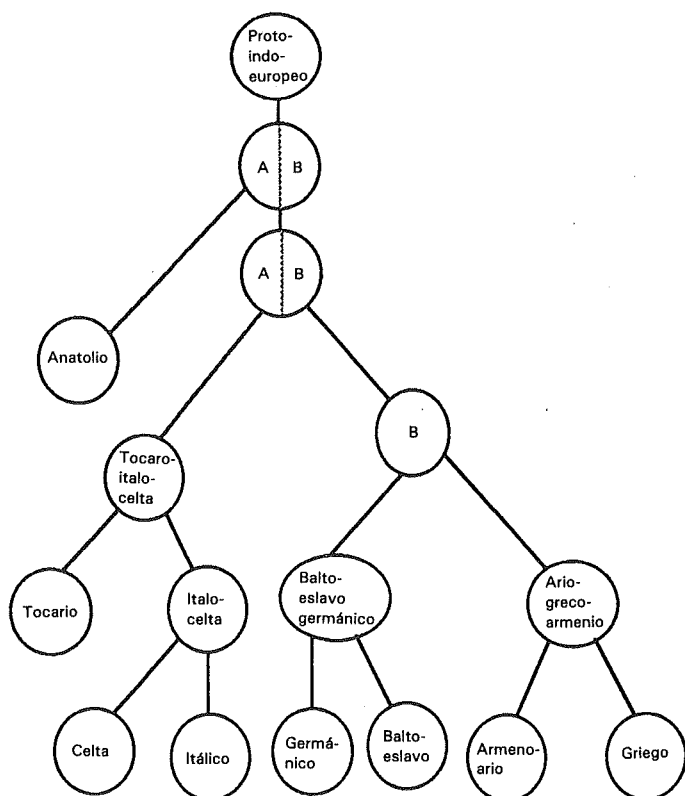 Proto-
indo-
europeo
A B
A B
Anatolio
B
Tocaro-
italo-
celta
Tocario
Italo-
celta
Balto-
eslavo
germánico
Ario-
greco-
armenio
Celta
Itálico
Germá-
nico
Balto-
eslavo
Armeno-
ario
Griego